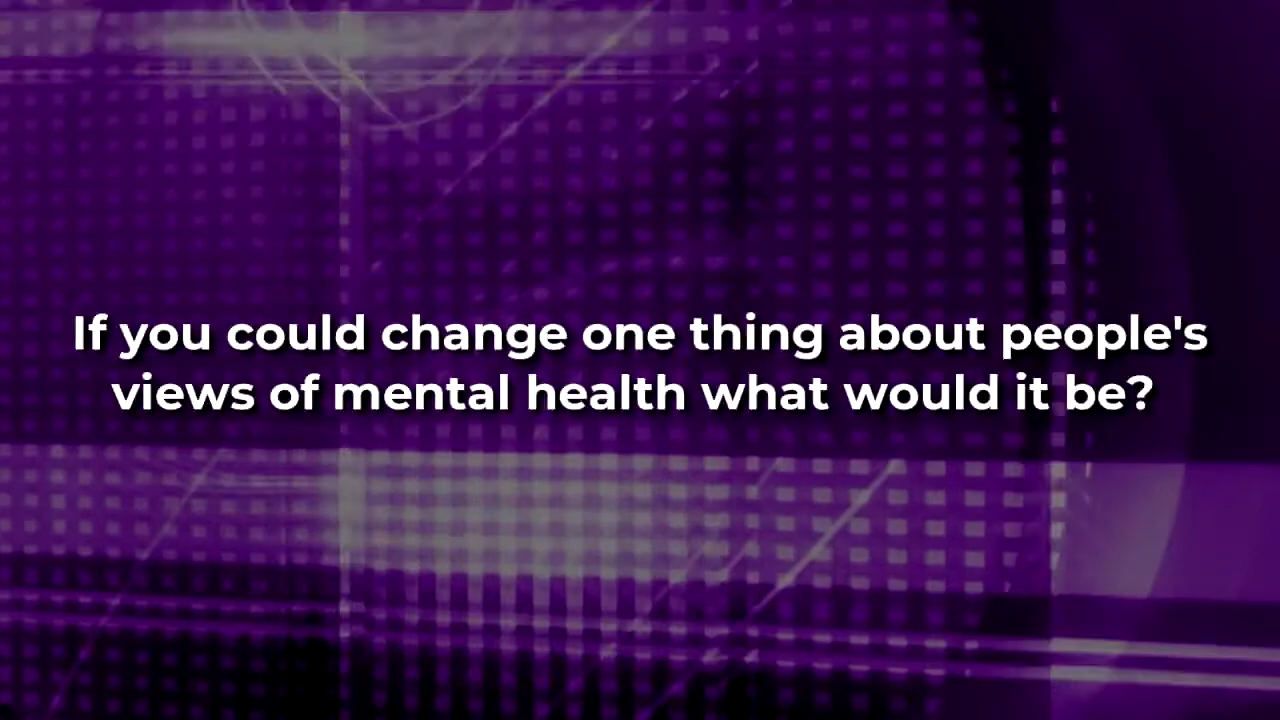 If you could change one thing about people's
views of mental health what would it be?